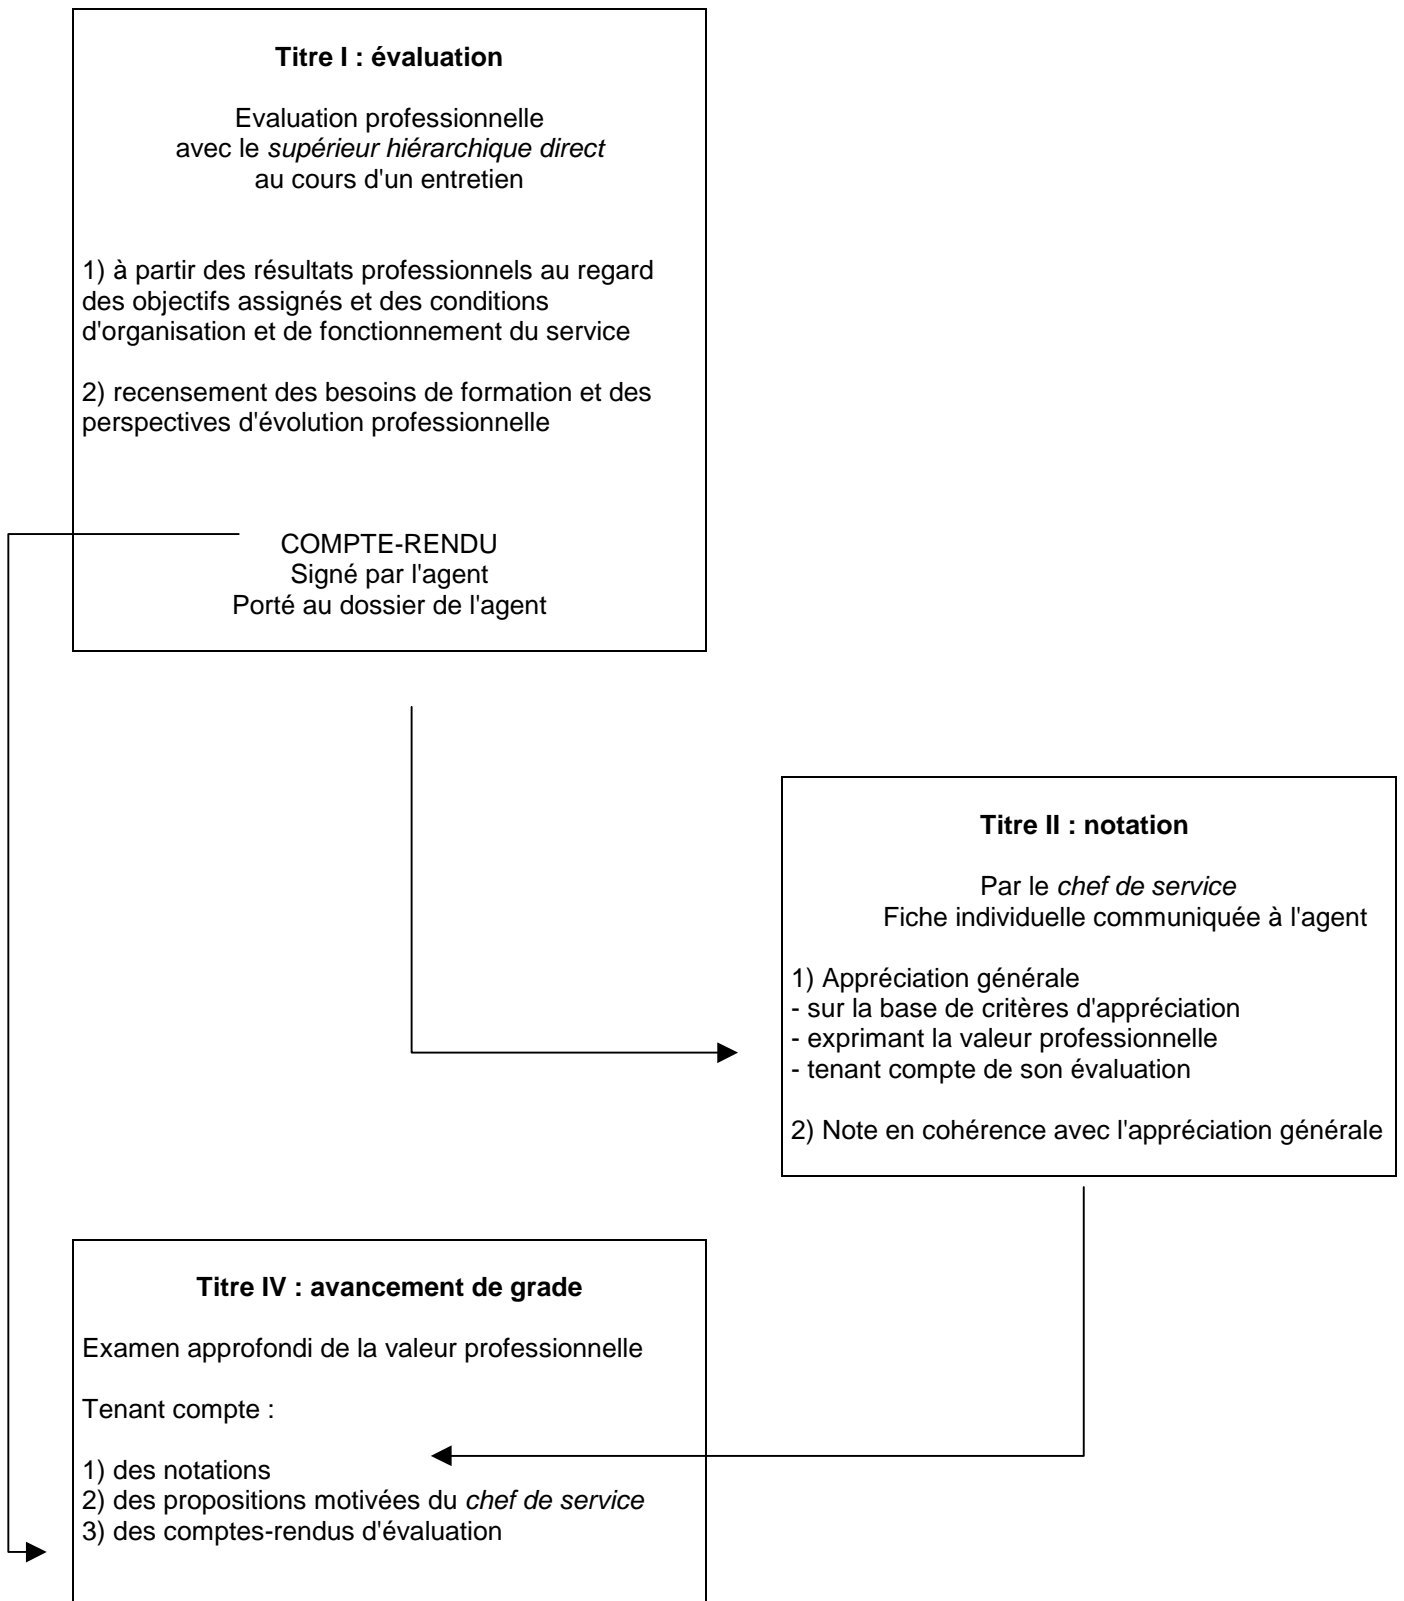 Titre I : évaluation
Evaluation professionnelle
avec le supérieur hiérarchique direct
au cours d'un entretien
1) à partir des résultats professionnels au regard
des objectifs assignés et des conditions
d'organisation et de fonctionnement du service
2) recensement des besoins de formation et des
perspectives d'évolution professionnelle
COMPTE-RENDU
Signé par l'agent
Porté au dossier de l'agent
Titre II : notation
Par le chef de service
Fiche individuelle communiquée à l'agent
1) Appréciation générale
- sur la base de critères d'appréciation
- exprimant la valeur professionnelle
- tenant compte de son évaluation
2) Note en cohérence avec l'appréciation générale
Titre IV : avancement de grade
Examen approfondi de la valeur professionnelle
Tenant compte :
1) des notations
2) des propositions motivées du chef de service
3) des comptes-rendus d'évaluation